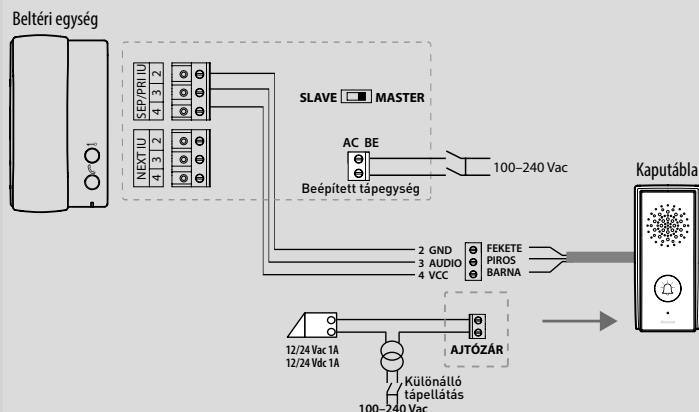 Beltéri egység
SEP/PRI IU
2
3
4
NEXT IU
2
3
4
SLAVE MASTER
AC BE
100–240 Vac
Beépített tápegység
Kaputábla
2 GND FEKETE
3 AUDIO PIROS
4 VCC BARNA
12/24 Vac 1A
12/24 Vdc 1A
AJTÓZÁR
Különálló
tápellátás
100–240 Vac